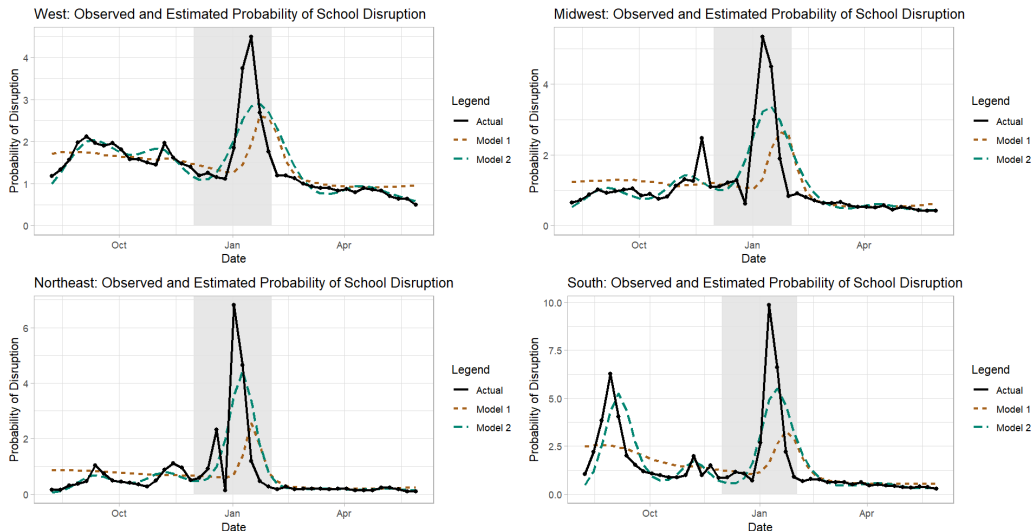 West: Observed and Estimated Probability of School Disruption
Probability of Disruption
4
3
2
1
0
Oct
Jan
Apr
Date
Legend
Actual
Model 1
Model 2
Midwest: Observed and Estimated Probability of School Disruption
Probability of Disruption
4
2
0
Oct
Jan
Apr
Date
Legend
Actual
Model 1
Model 2
Northeast: Observed and Estimated Probability of School Disruption
Probability of Disruption
6
4
2
0
Oct
Jan
Apr
Date
Legend
Actual
Model 1
Model 2
South: Observed and Estimated Probability of School Disruption
Probability of Disruption
10.0
7.5
5.0
2.5
0.0
Oct
Jan
Apr
Date
Legend
Actual
Model 1
Model 2